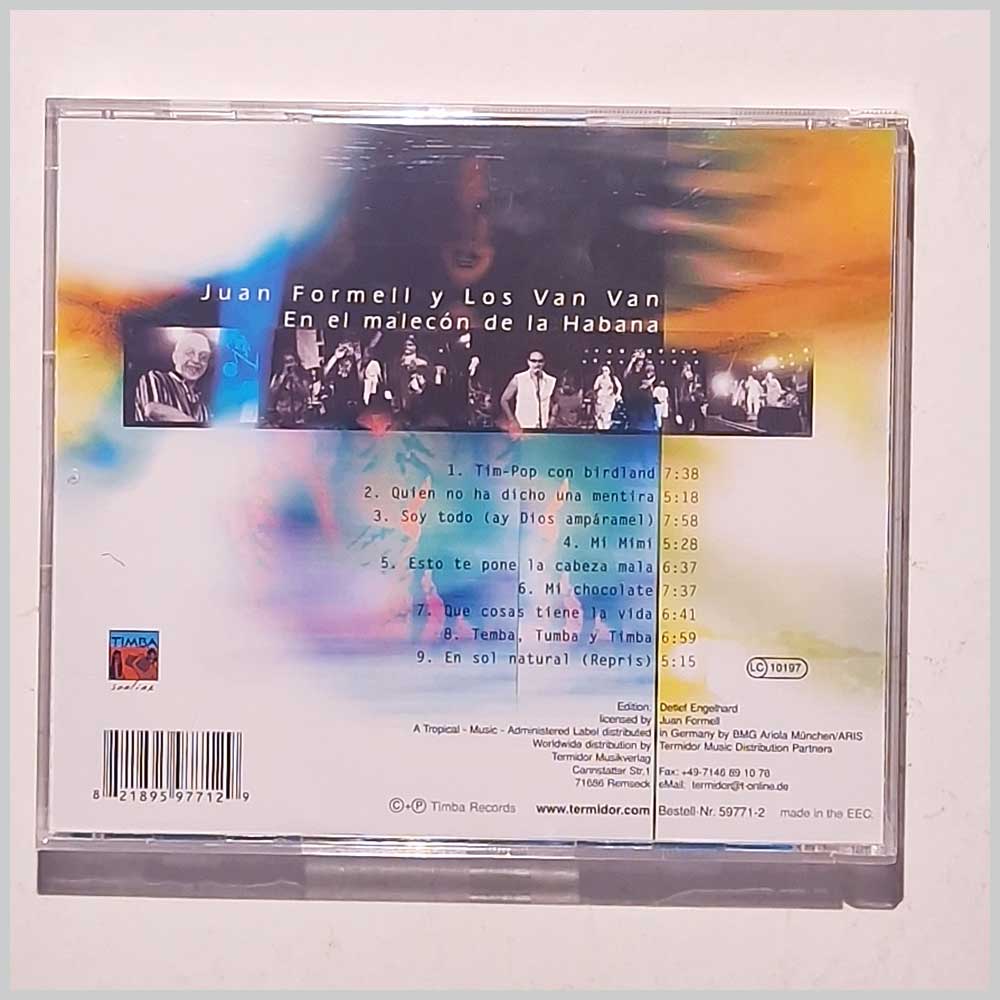 Juan Formell y Los Van Van
En el malecón de la Habana
1. Tim-Pop con birdland 7:38
2. Quien no ha dicho una mentira 5:18
3. Soy todo (ay Dios ampáramel) 7:58
4. Mi Mimi 5:28
5. Esto te pone la cabeza mala 6:37
6. Mi chocolate 7:37
7. Que cosas tiene la vida 6:41
8. Temba, Tumba y Timba 6:59
9. En sol natural (Repris) 5:15
TIMBA
LC 10197
Edition: Detlef Engelhard
licensed by Juan Formell
A Tropical - Music - Administered Label distributed in Germany by BMG Ariola München/ARIS
Worldwide distribution by Termidor Music Distribution Partners
Termidor Musikverlag
Cannstatter Str.1 Fax: +49-7146 89 10 78
71686 Remseck eMail: termidor@t-online.de
8 21895 97712 9
©+℗ Timba Records www.termidor.com Bestell-Nr. 59771-2 made in the EEC.